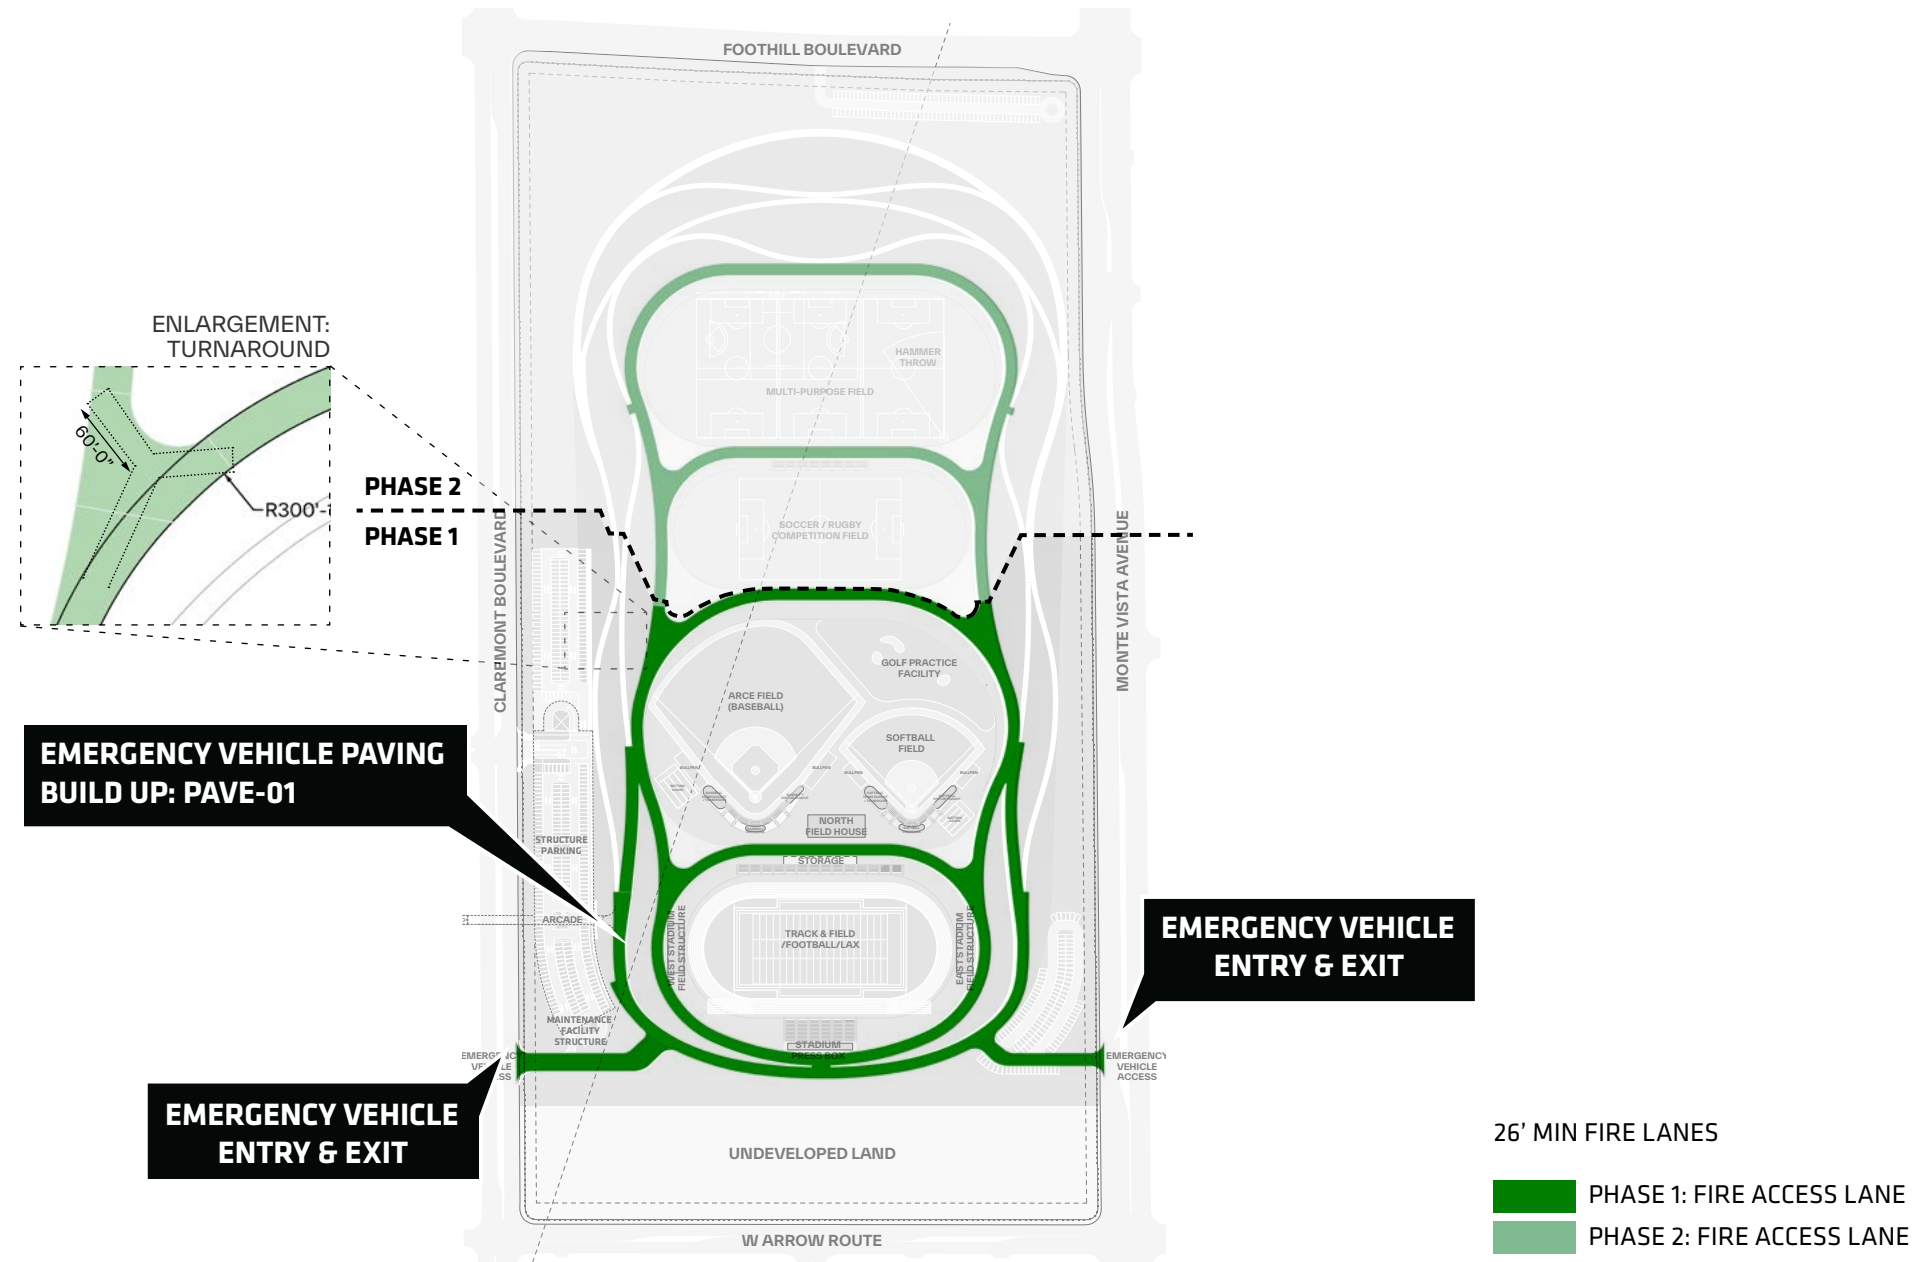 FOOTHILL BOULEVARD
ENLARGEMENT:
TURNAROUND
60'-0"
R300'-
HAMMER
THROW
MULTI-PURPOSE FIELD
PHASE 2
PHASE 1
SOCCER / RUGBY
COMPETITION FIELD
CLAREMONT BOULEVARD
MONTE VISTA AVENUE
GOLF PRACTICE
FACILITY
ARCE FIELD
(BASEBALL)
SOFTBALL
FIELD
BULLPEN
BULLPEN
BULLPEN
BULLPEN
EMERGENCY VEHICLE PAVING
BUILD UP: PAVE-01
NORTH
FIELD HOUSE
STRUCTURE
PARKING
STORAGE
ARCADE
WEST STADIUM
FIELD STRUCTURE
TRACK & FIELD
/FOOTBALL/LAX
EAST STADIUM
FIELD STRUCTURE
EMERGENCY VEHICLE
ENTRY & EXIT
MAINTENANCE
FACILITY
STRUCTURE
STADIUM
PRESS BOX
EMERGENCY
VEHICLE
ACCESS
EMERGENCY VEHICLE
ENTRY & EXIT
UNDEVELOPED LAND
W ARROW ROUTE
26' MIN FIRE LANES
PHASE 1: FIRE ACCESS LANE
PHASE 2: FIRE ACCESS LANE